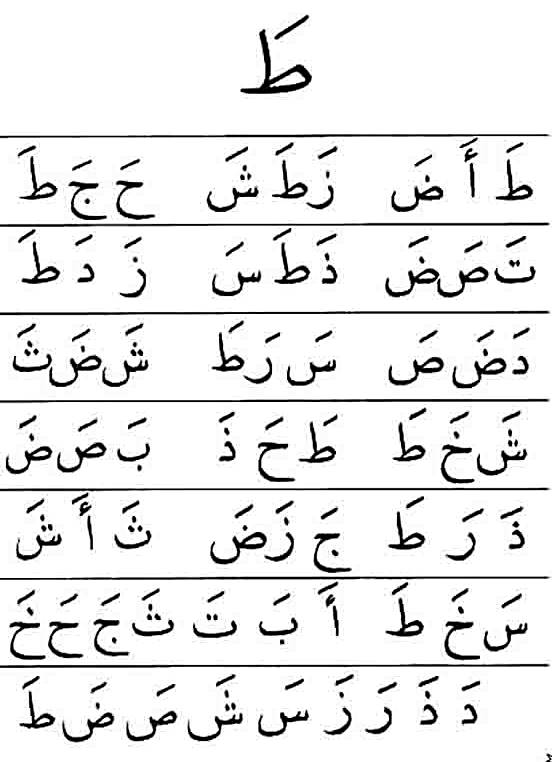 طَ
طَ أَ ضَ زَ طَ شَ حَ جَ طَ
تَ صَ ضَ ذَ طَ سَ زَ دَ طَ
دَ ضَ صَ سَ رَ طَ شَ ضَ ثَ
شَ خَ طَ طَ حَ ذَ بَ صَ ضَ
ذَ رَ طَ جَ زَ ضَ ثَ أَ شَ
سَ خَ طَ أَ بَ تَ ثَ جَ حَ خَ
دَ ذَ رَ زَ سَ شَ صَ ضَ طَ